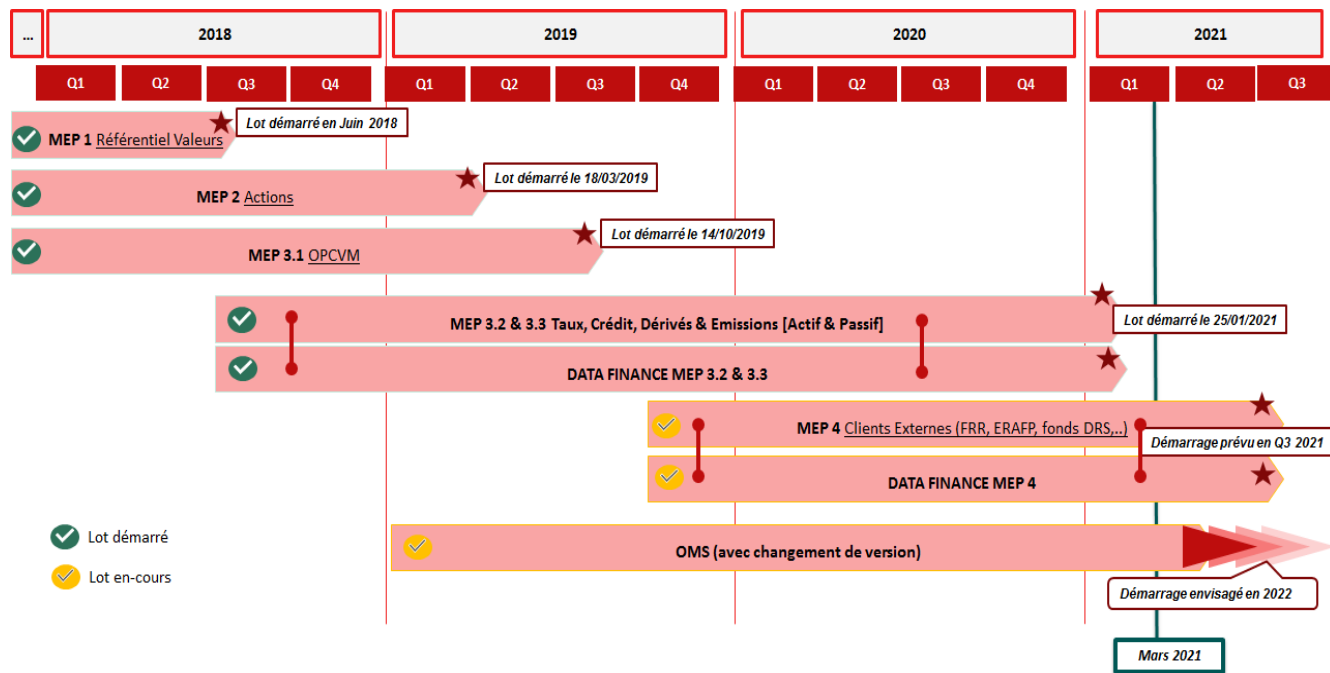 ...
2018
2019
2020
2021
Q1 Q2 Q3 Q4 Q1 Q2 Q3 Q4 Q1 Q2 Q3 Q4 Q1 Q2 Q3
Lot démarré en Juin 2018
MEP 1 Référentiel Valeurs
Lot démarré le 18/03/2019
MEP 2 Actions
Lot démarré le 14/10/2019
MEP 3.1 OPCVM
MEP 3.2 & 3.3 Taux, Crédit, Dérivés & Emissions [Actif & Passif]
Lot démarré le 25/01/2021
DATA FINANCE MEP 3.2 & 3.3
MEP 4 Clients Externes (FRR, ERAFP, fonds DRS,..)
Démarrage prévu en Q3 2021
DATA FINANCE MEP 4
Lot démarré
OMS (avec changement de version)
Lot en-cours
Démarrage envisagé en 2022
Mars 2021